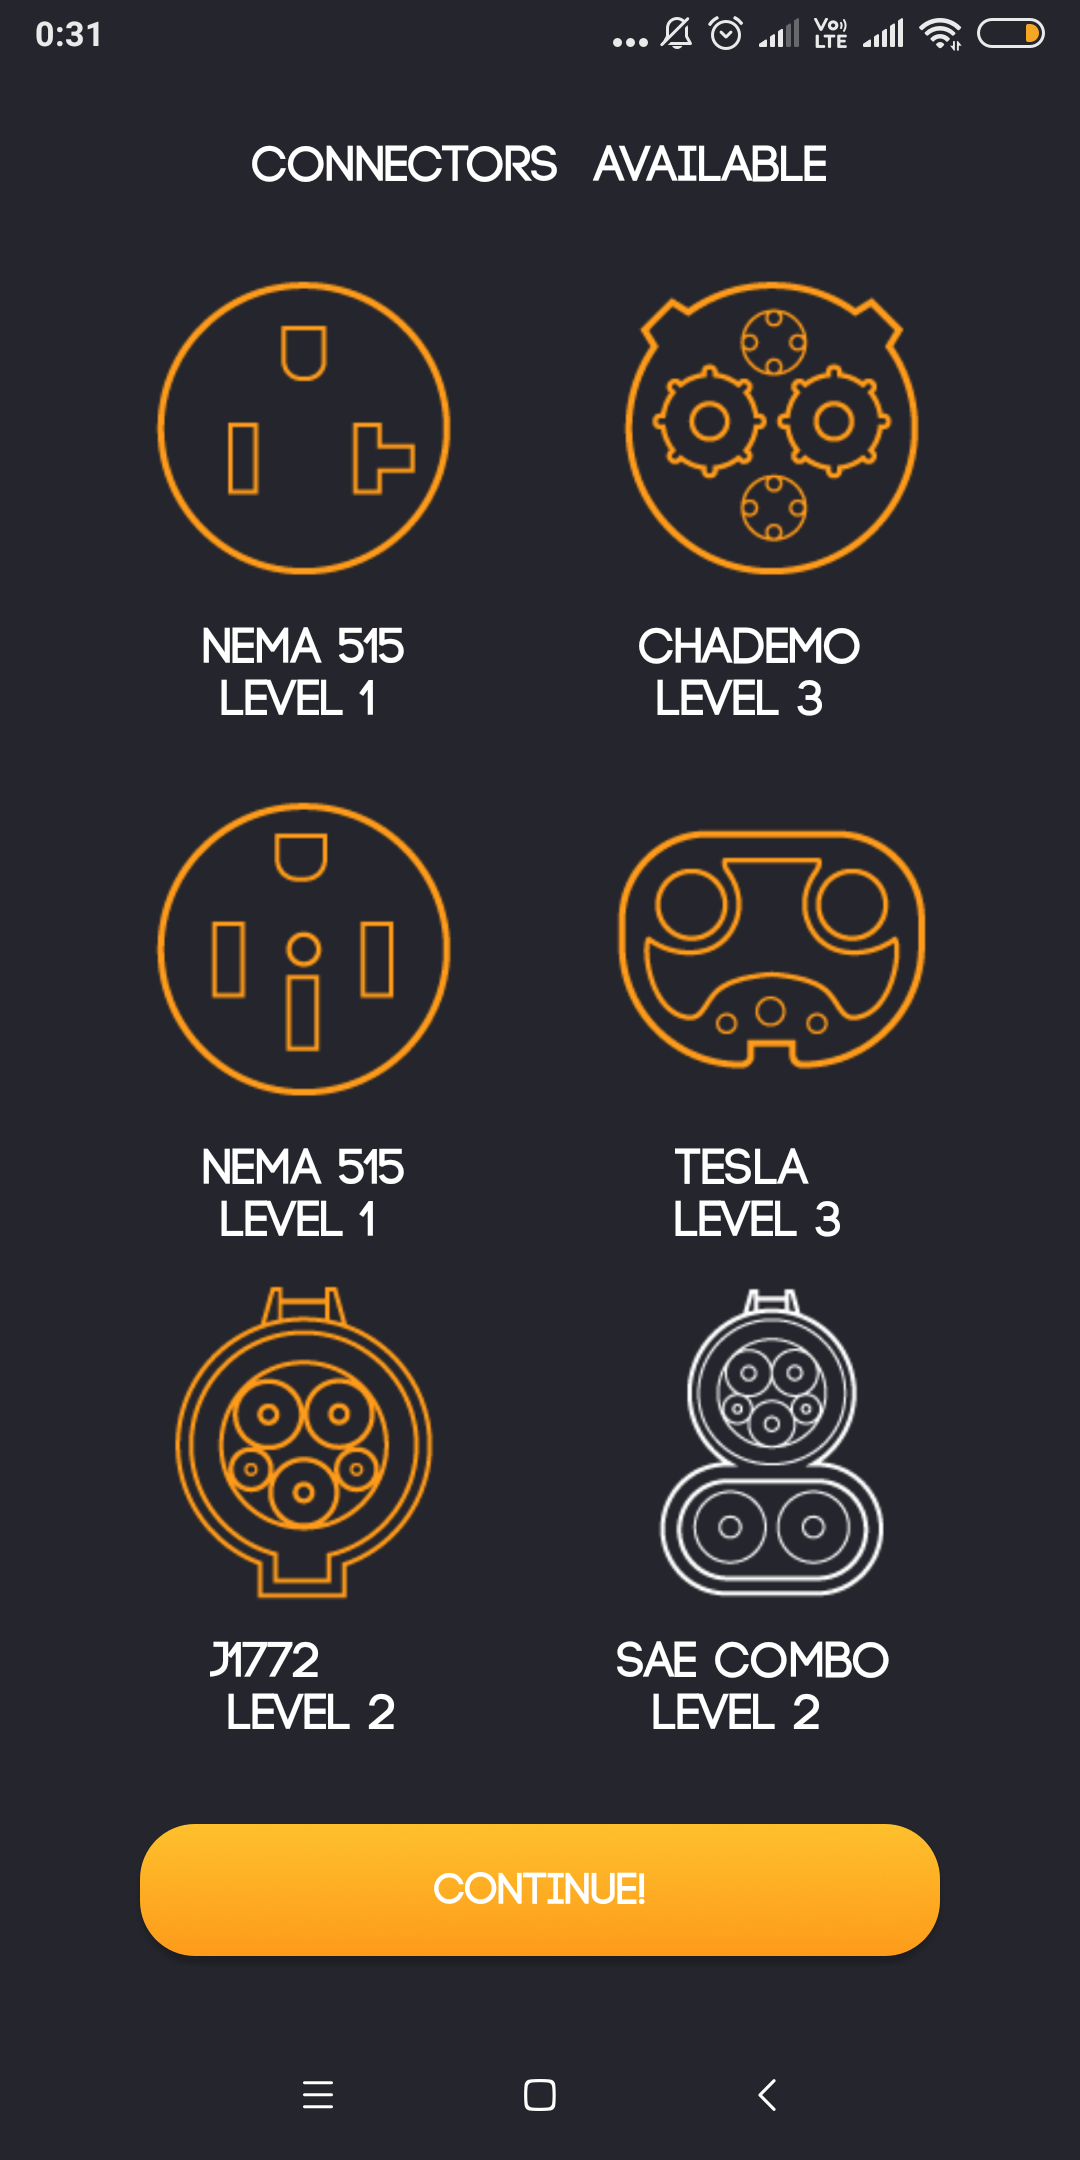 0:31
Vo)) LTE
CONNECTORS AVAILABLE
NEMA 515
LEVEL 1
CHADEMO
LEVEL 3
NEMA 515
LEVEL 1
TESLA
LEVEL 3
J1772
LEVEL 2
SAE COMBO
LEVEL 2
CONTINUE!